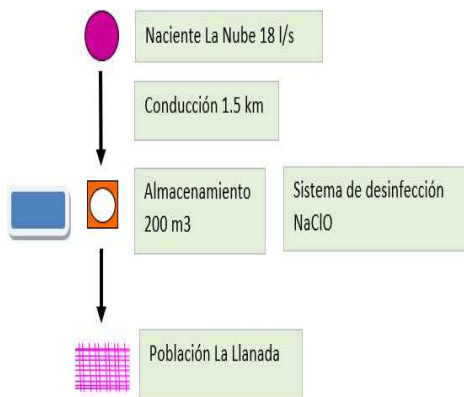 Naciente La Nube 18 l/s
Conducción 1.5 km
Almacenamiento
200 m3
Sistema de desinfección
NaClO
Población La Llanada